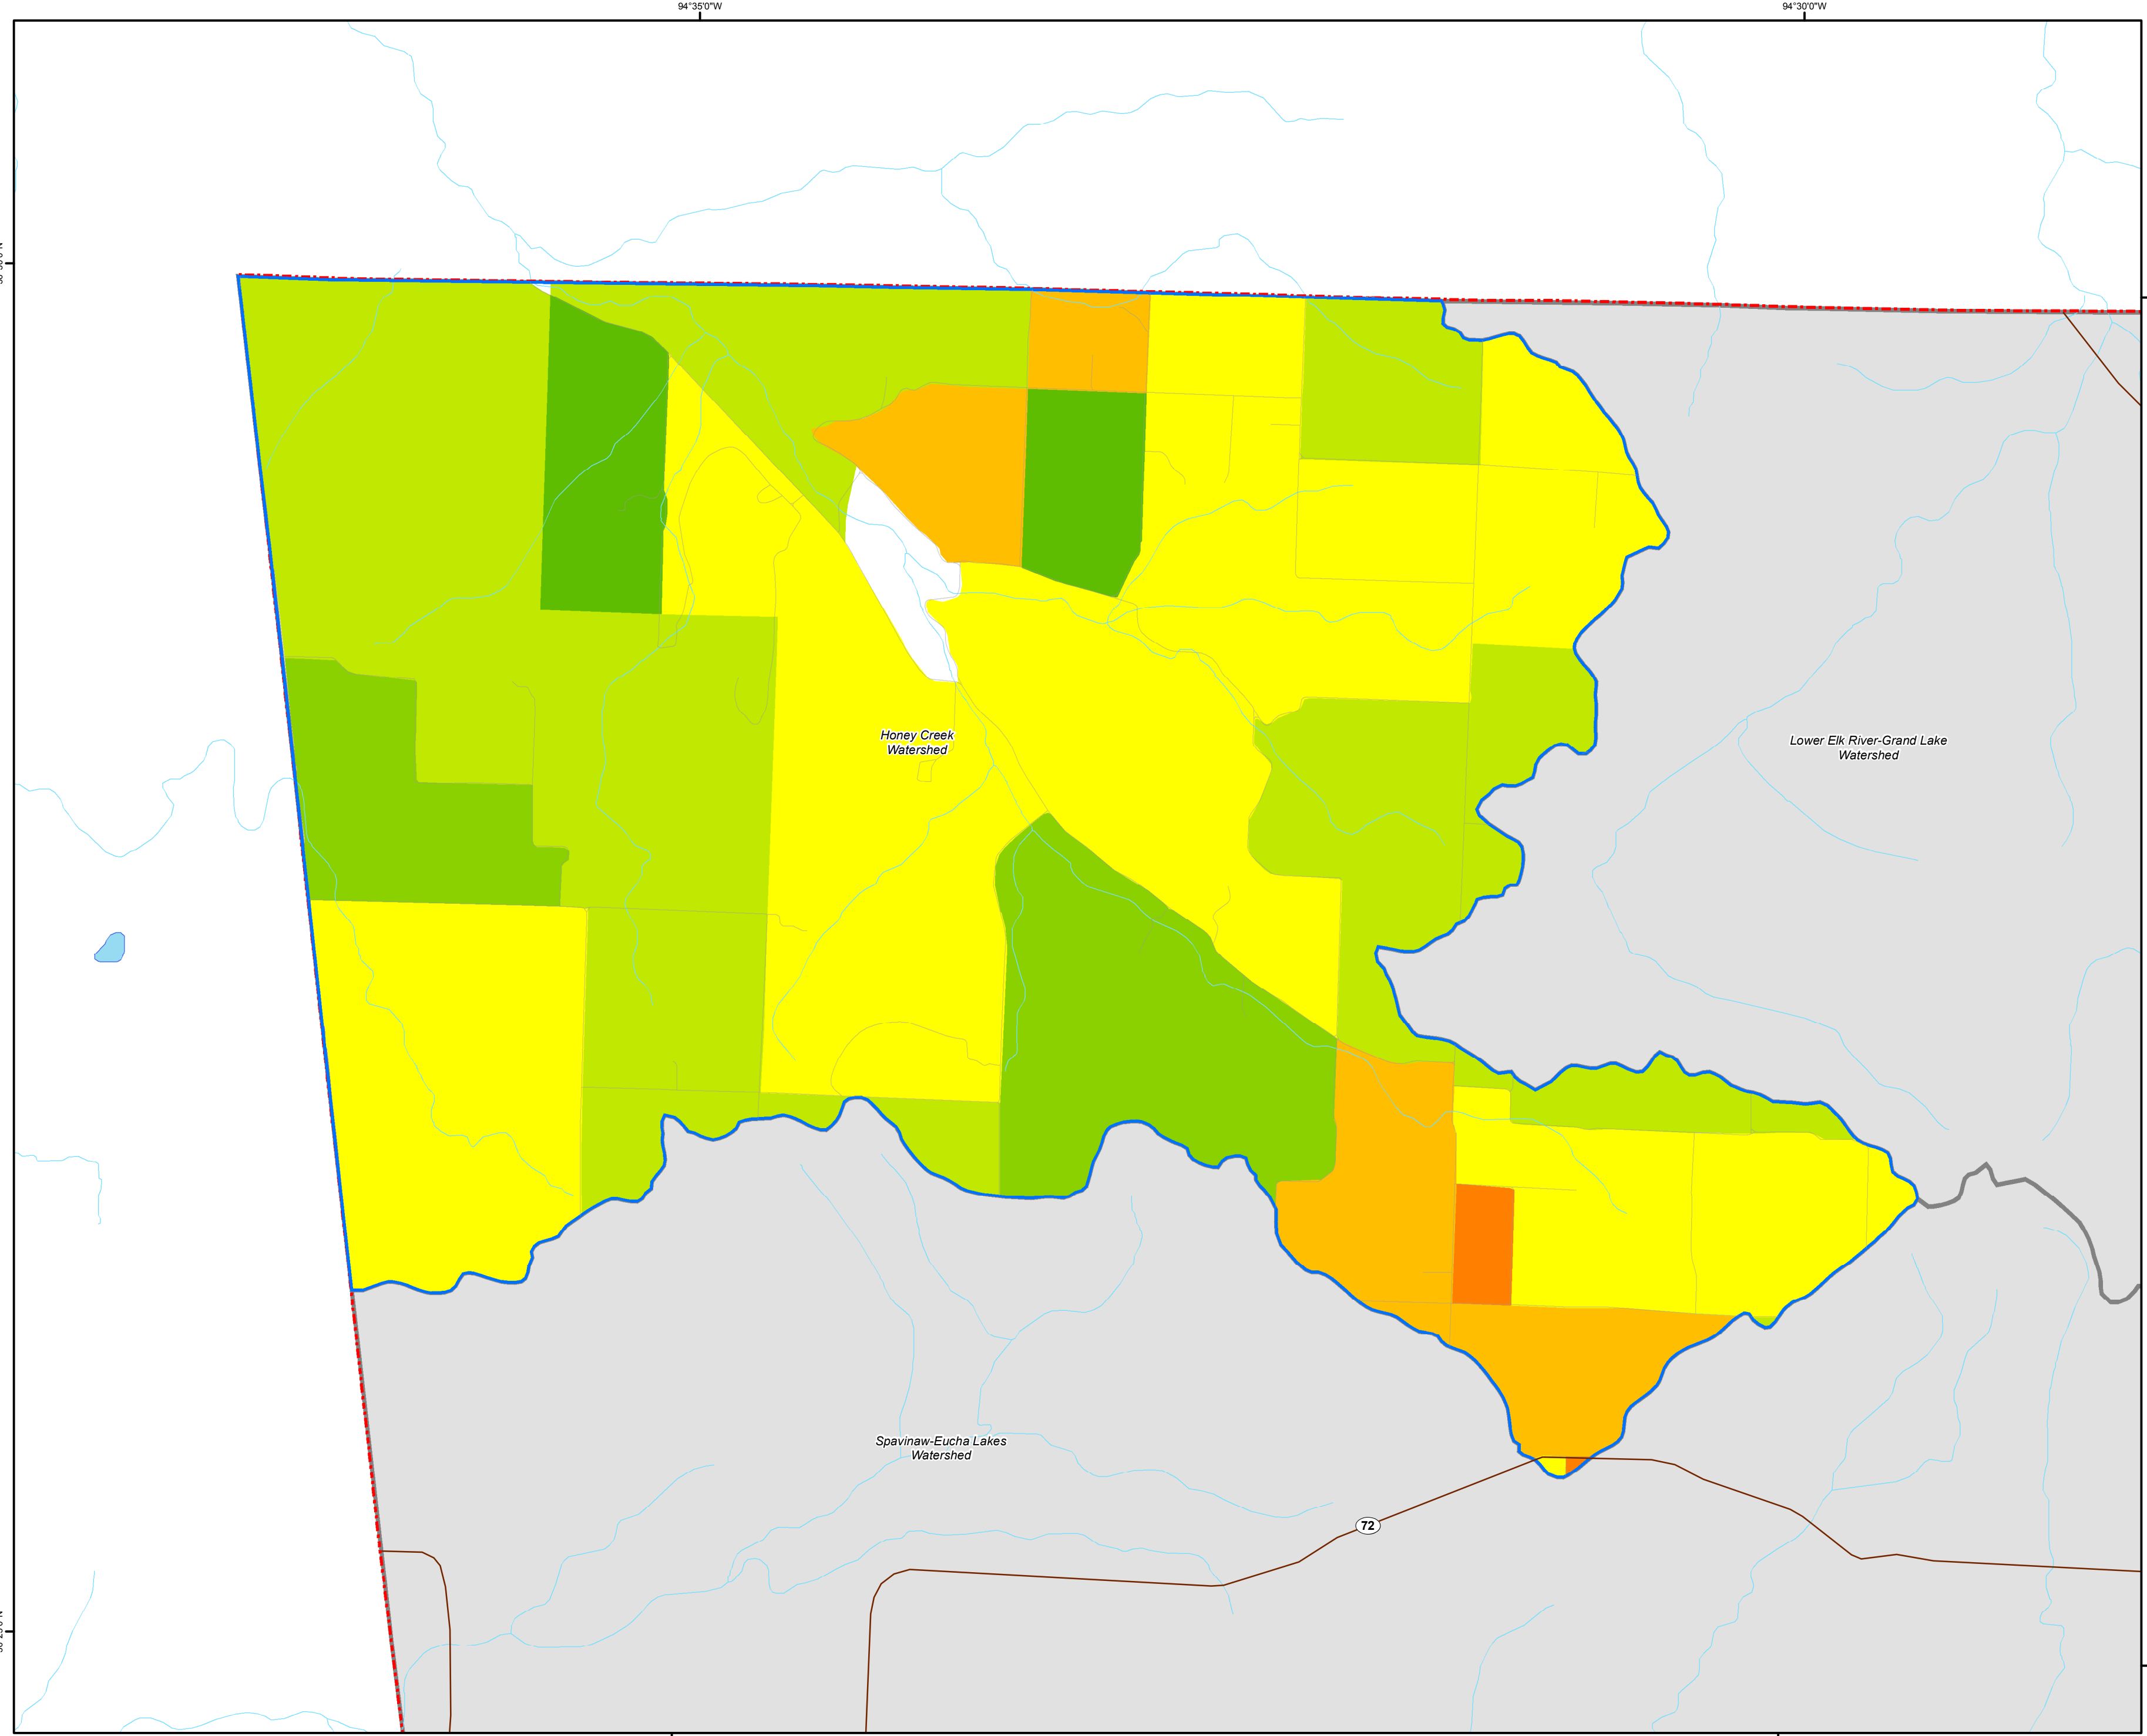 94°35'0"W
94°30'0"W
Honey Creek
Watershed
Lower Elk River-Grand Lake
Watershed
Spavinaw-Eucha Lakes
Watershed
72